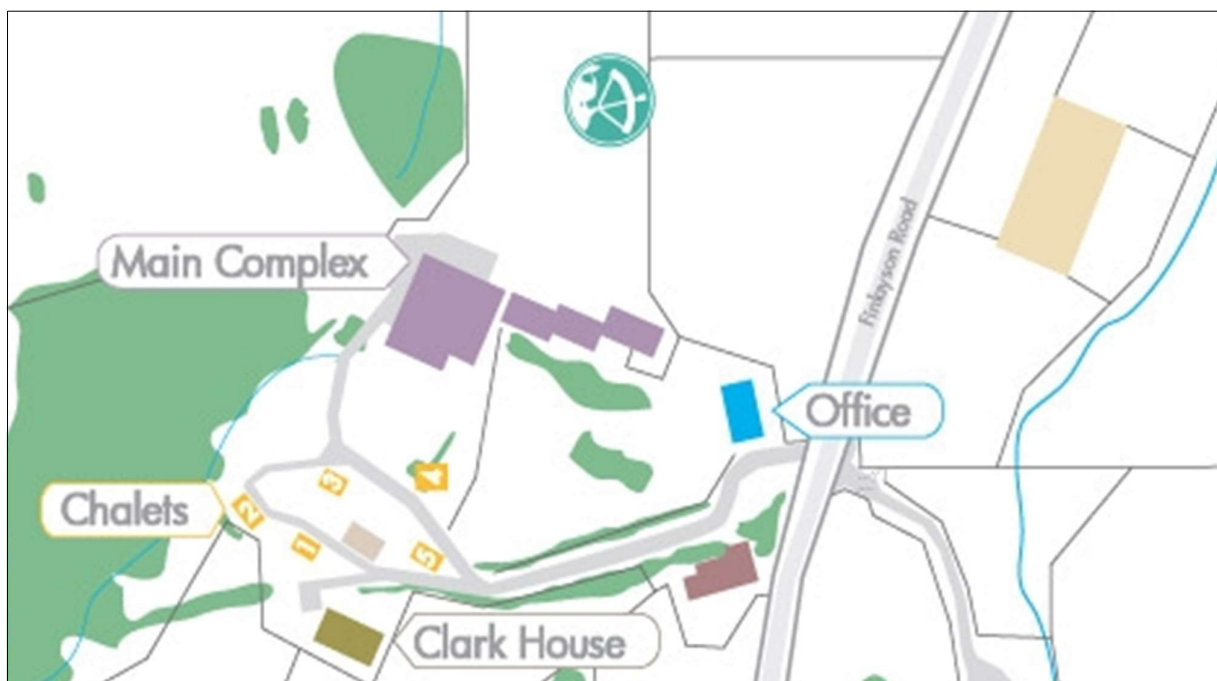 Main Complex
Finlayson Road
Office
3
4
Chalets
2
1
5
Clark House